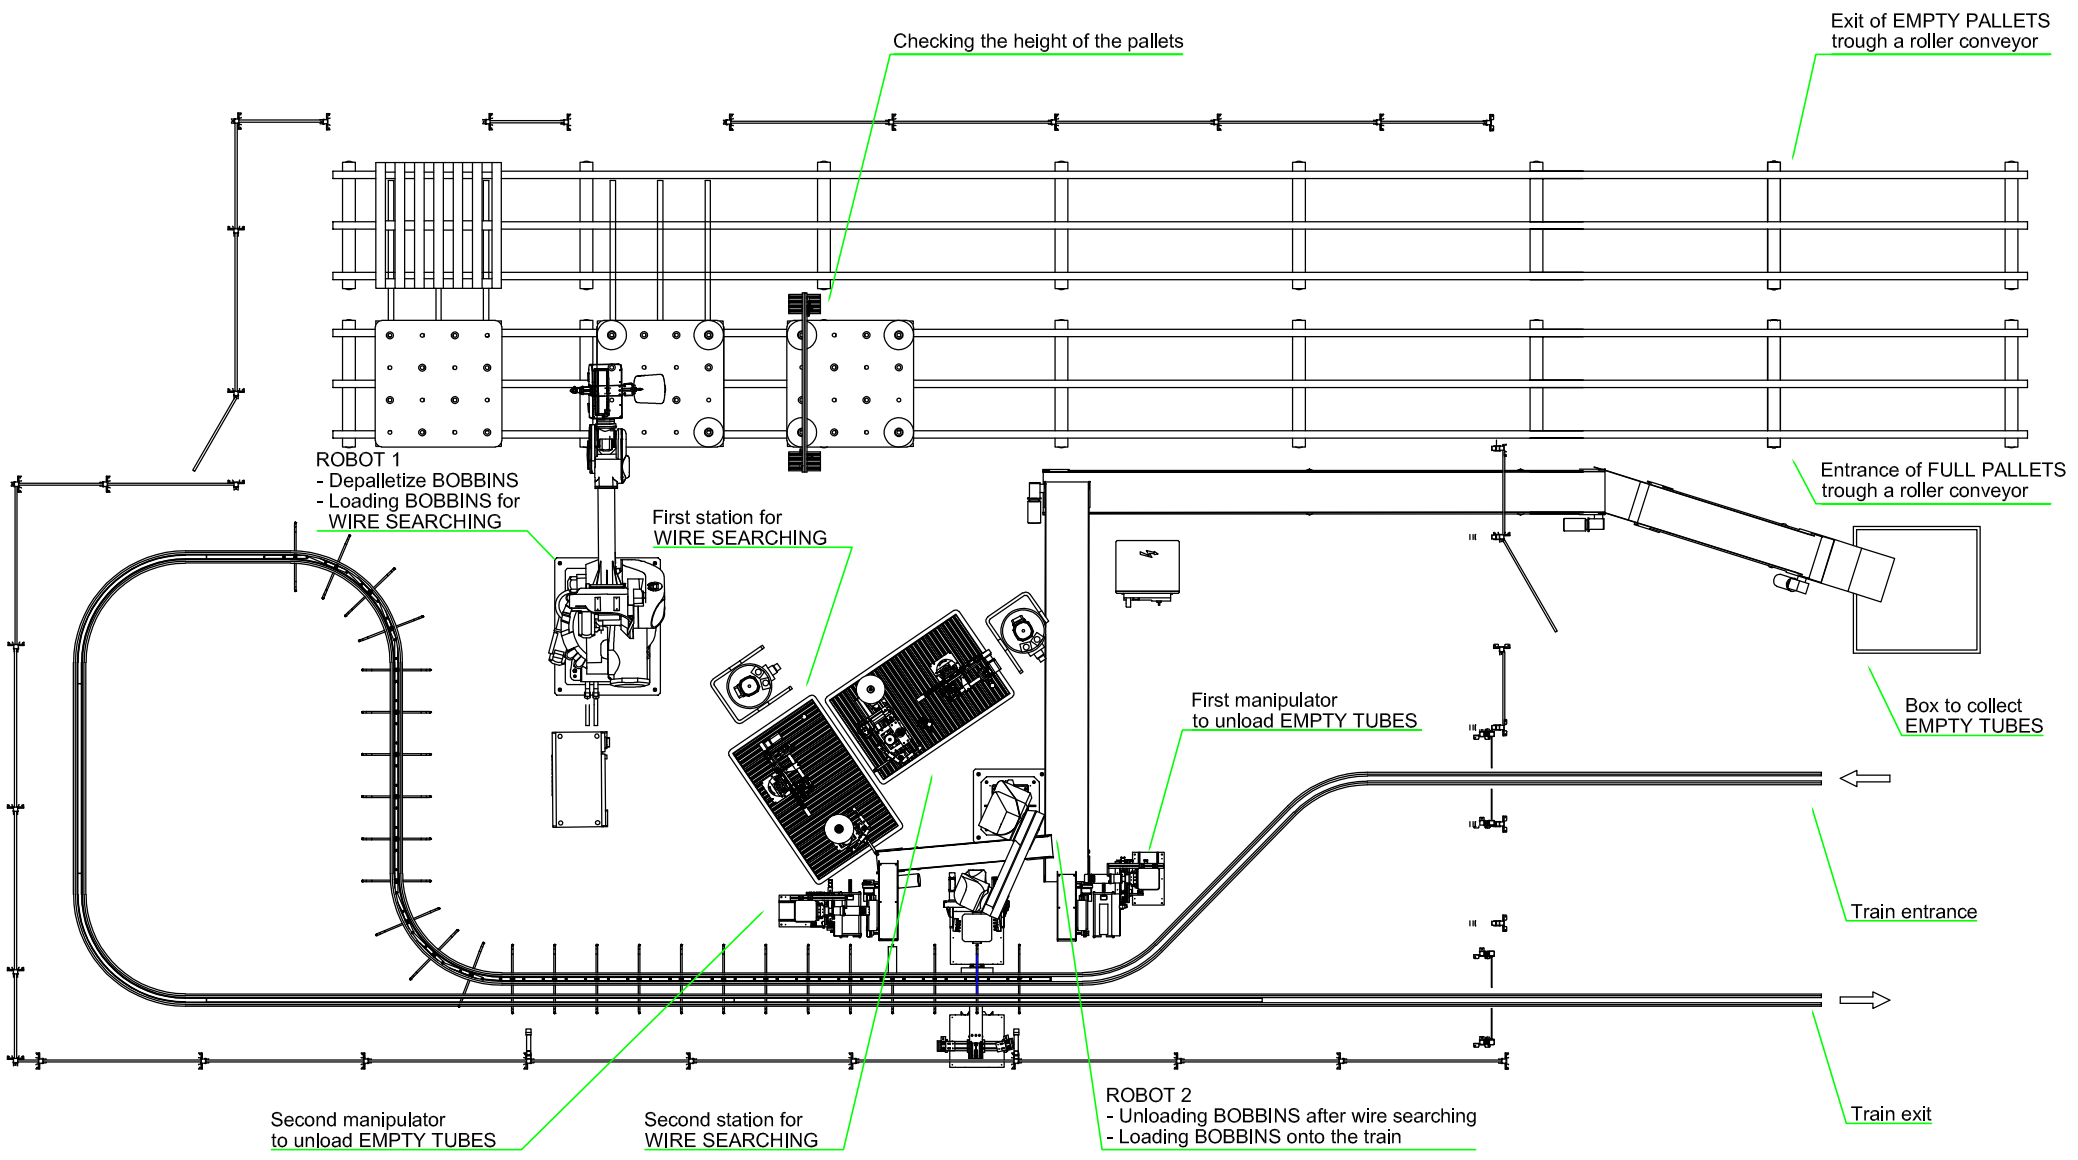 Exit of EMPTY PALLETS
trough a roller conveyor
Checking the height of the pallets
ROBOT 1
- Depalletize BOBBINS
- Loading BOBBINS for
WIRE SEARCHING
First station for
WIRE SEARCHING
Entrance of FULL PALLETS
trough a roller conveyor
First manipulator
to unload EMPTY TUBES
Box to collect
EMPTY TUBES
Train entrance
Second manipulator
to unload EMPTY TUBES
Second station for
WIRE SEARCHING
ROBOT 2
- Unloading BOBBINS after wire searching
- Loading BOBBINS onto the train
Train exit